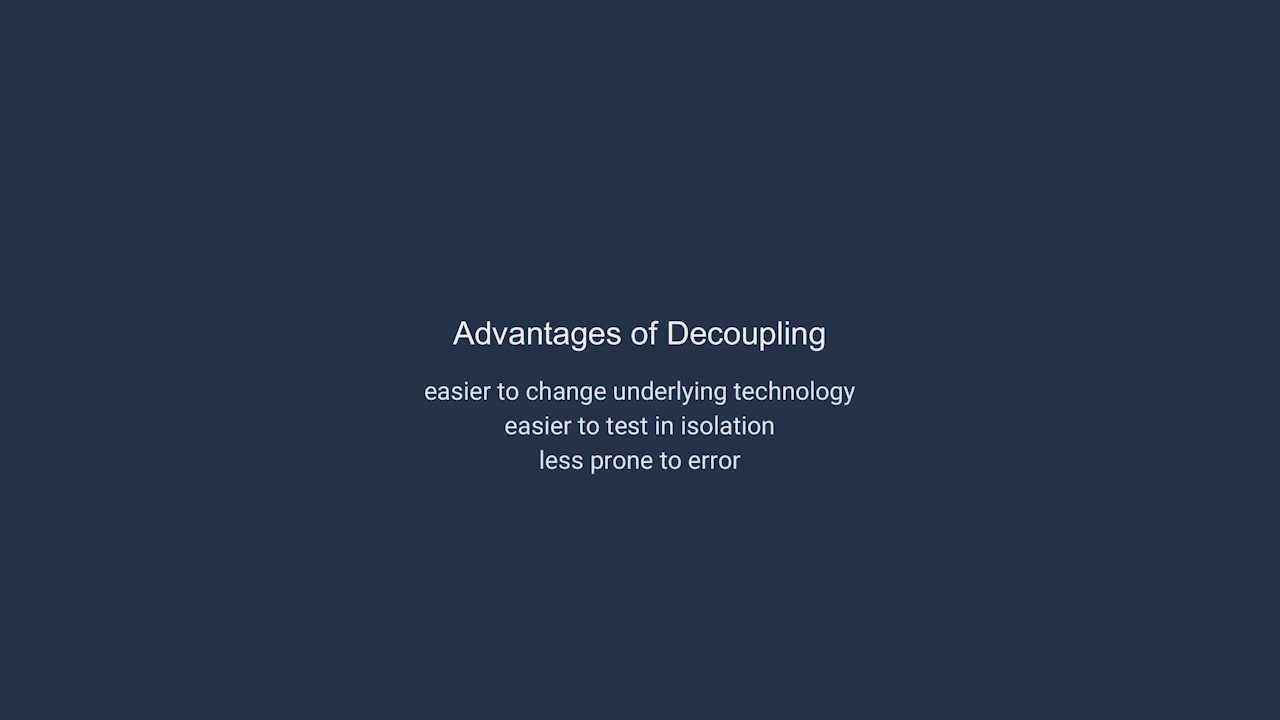 Advantages of Decoupling
easier to change underlying technology
easier to test in isolation
less prone to error